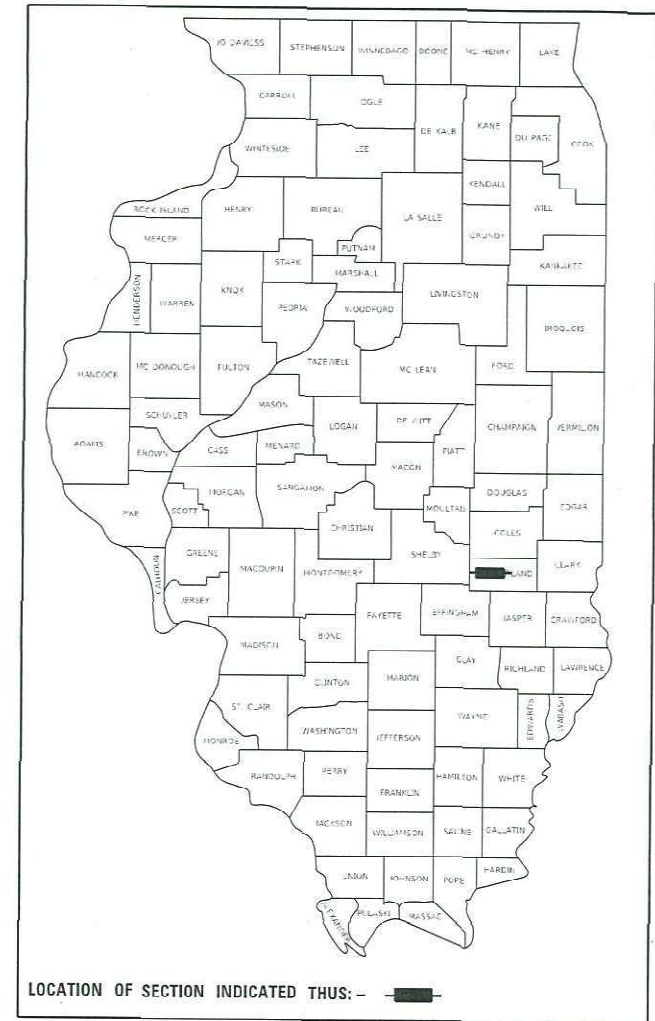 JO DAVIESS STEPHENSON WINNEBAGO BOONE MC HENRY LAKE
CARROLL OGLE
DE KALB KANE DU PAGE COOK
WHITESIDE LEE
KENDALL
ROCK ISLAND HENRY BUREAU LA SALLE WILL
MERCER GRUNDY
PUTNAM
STARK KANKAKEE
MARSHALL
HENDERSON WARREN KNOX PEORIA WOODFORD LIVINGSTON
IROQUOIS
HANCOCK MC DONOUGH FULTON TAZEWELL MC LEAN FORD
MASON
SCHUYLER
ADAMS LOGAN DE WITT CHAMPAIGN VERMILION
BROWN CASS MENARD PIATT
MACON
MORGAN SANGAMON DOUGLAS
PIKE SCOTT MOULTRIE EDGAR
CHRISTIAN COLES
GREENE SHELBY
CALHOUN MACOUPIN MONTGOMERY LAND CLARK
JERSEY
FAYETTE EFFINGHAM JASPER CRAWFORD
BOND
MADISON
CLAY RICHLAND LAWRENCE
CLINTON MARION
ST. CLAIR WAYNE EDWARDS WABASH
MONROE WASHINGTON JEFFERSON
RANDOLPH PERRY HAMILTON WHITE
FRANKLIN
JACKSON WILLIAMSON SALINE GALLATIN
UNION JOHNSON POPE HARDIN
ALEXANDER PULASKI MASSAC
LOCATION OF SECTION INDICATED THUS:–